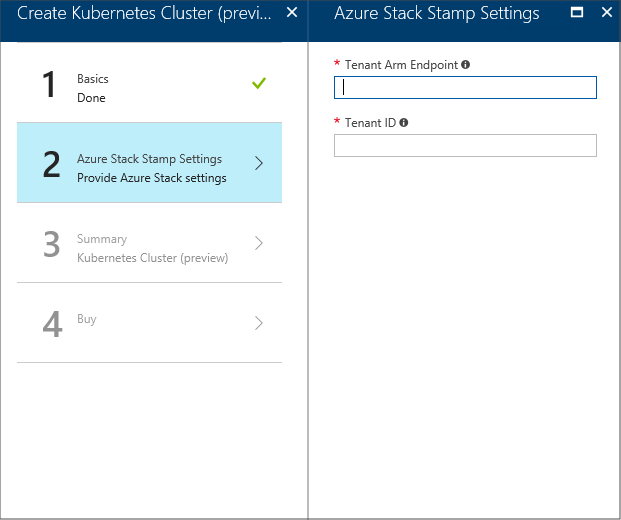 Create Kubernetes Cluster (previ...
1
Basics
Done
2
Azure Stack Stamp Settings
Provide Azure Stack settings
3
Summary
Kubernetes Cluster (preview)
4
Buy
Azure Stack Stamp Settings
* Tenant Arm Endpoint
* Tenant ID